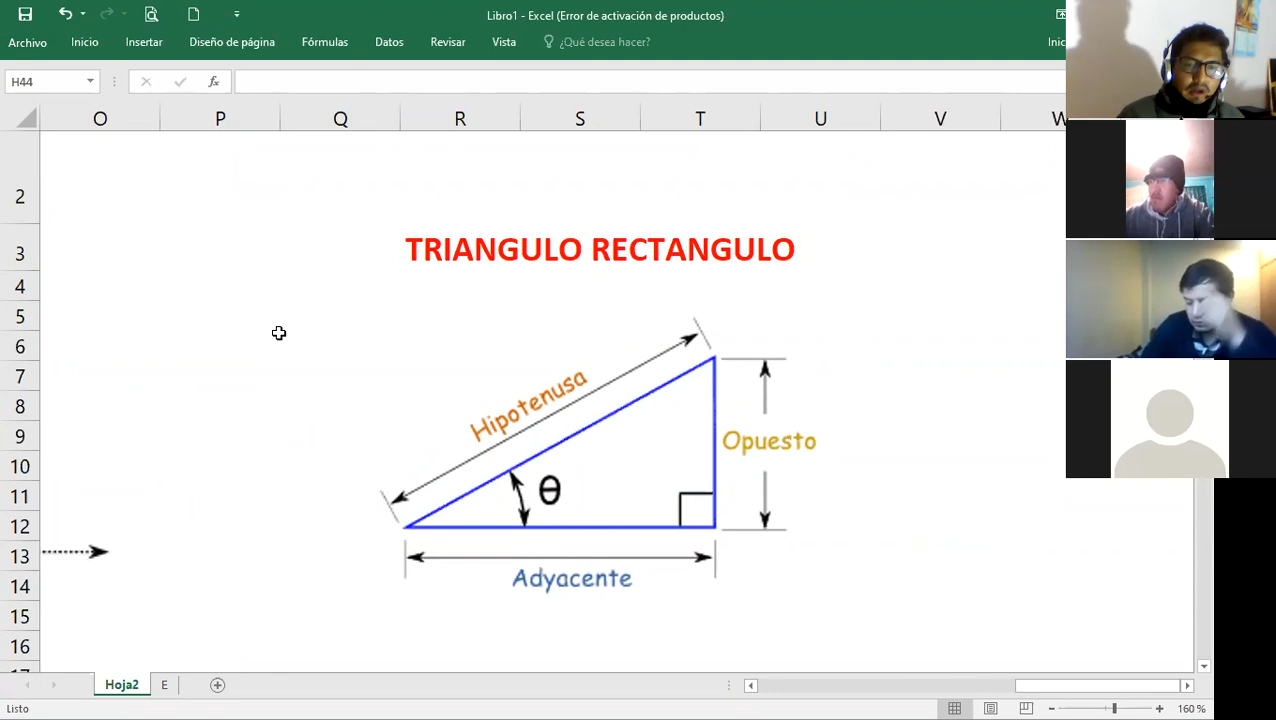 Libro1 - Excel (Error de activación de productos)
Archivo Inicio Insertar Diseño de página Fórmulas Datos Revisar Vista ¿Qué desea hacer? Inic
H44 fx
O P Q R S T U V W
2
3 TRIANGULO RECTANGULO
4
5
6
7
8 Hipotenusa
9 Opuesto
10
11 θ
12
13
14 Adyacente
15
16
Hoja2 E
Listo 160 %